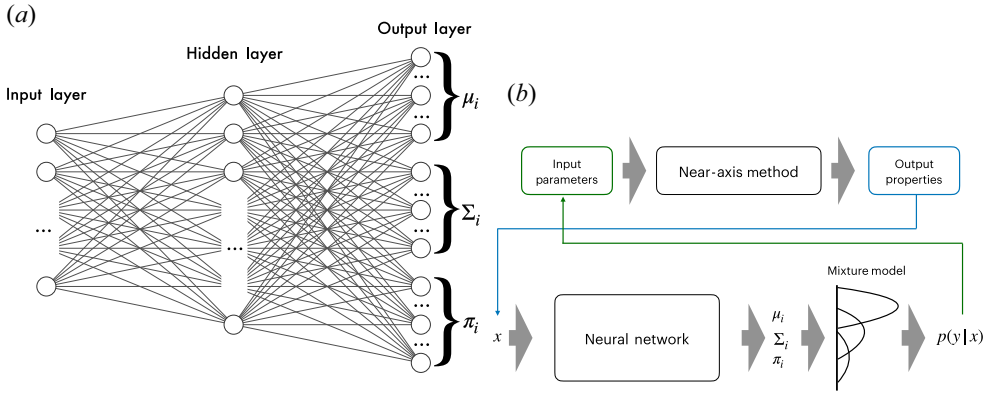 (a)
Output layer
Hidden layer
Input layer
...
...
...
...
...
...
...
...
μᵢ
Σᵢ
πᵢ
(b)
Input
parameters
Near-axis method
Output
properties
Mixture model
x
Neural network
μᵢ
Σᵢ
πᵢ
p(y|x)